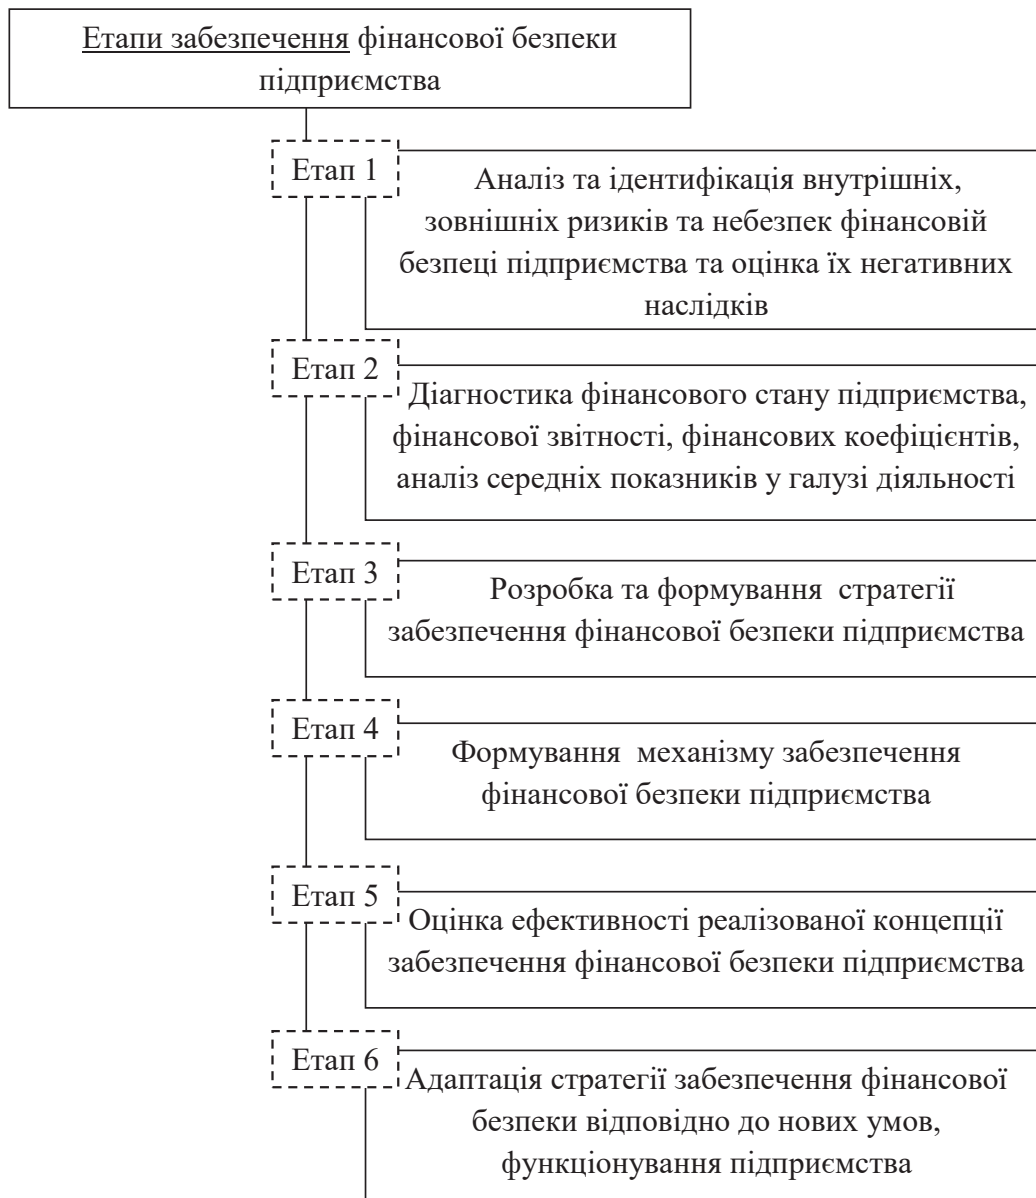 Етапи забезпечення фінансової безпеки
підприємства
Етап 1
Аналіз та ідентифікація внутрішніх,
зовнішніх ризиків та небезпек фінансовій
безпеці підприємства та оцінка їх негативних
наслідків
Етап 2
Діагностика фінансового стану підприємства,
фінансової звітності, фінансових коефіцієнтів,
аналіз середніх показників у галузі діяльності
Етап 3
Розробка та формування стратегії
забезпечення фінансової безпеки підприємства
Етап 4
Формування механізму забезпечення
фінансової безпеки підприємства
Етап 5
Оцінка ефективності реалізованої концепції
забезпечення фінансової безпеки підприємства
Етап 6
Адаптація стратегії забезпечення фінансової
безпеки відповідно до нових умов,
функціонування підприємства